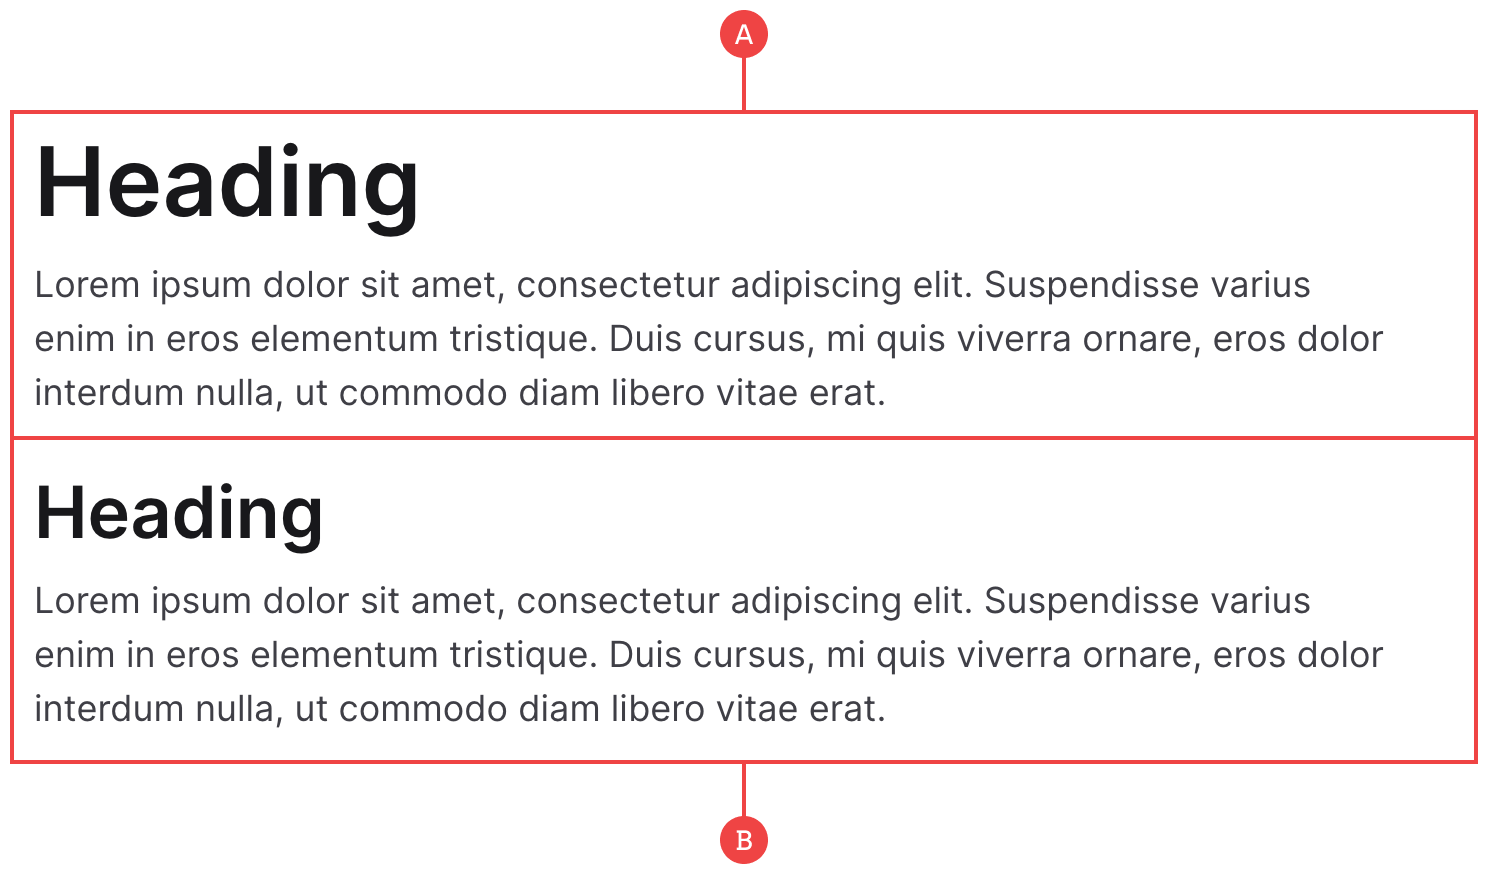 A
Heading
Lorem ipsum dolor sit amet, consectetur adipiscing elit. Suspendisse varius
enim in eros elementum tristique. Duis cursus, mi quis viverra ornare, eros dolor
interdum nulla, ut commodo diam libero vitae erat.
Heading
Lorem ipsum dolor sit amet, consectetur adipiscing elit. Suspendisse varius
enim in eros elementum tristique. Duis cursus, mi quis viverra ornare, eros dolor
interdum nulla, ut commodo diam libero vitae erat.
B